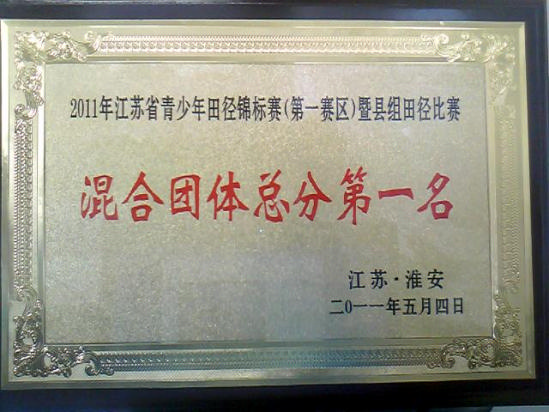 2011年江苏省青少年田径锦标赛(第一赛区)暨县组田径比赛
混合团体总分第一名
江苏·淮安
二〇一一年五月四日